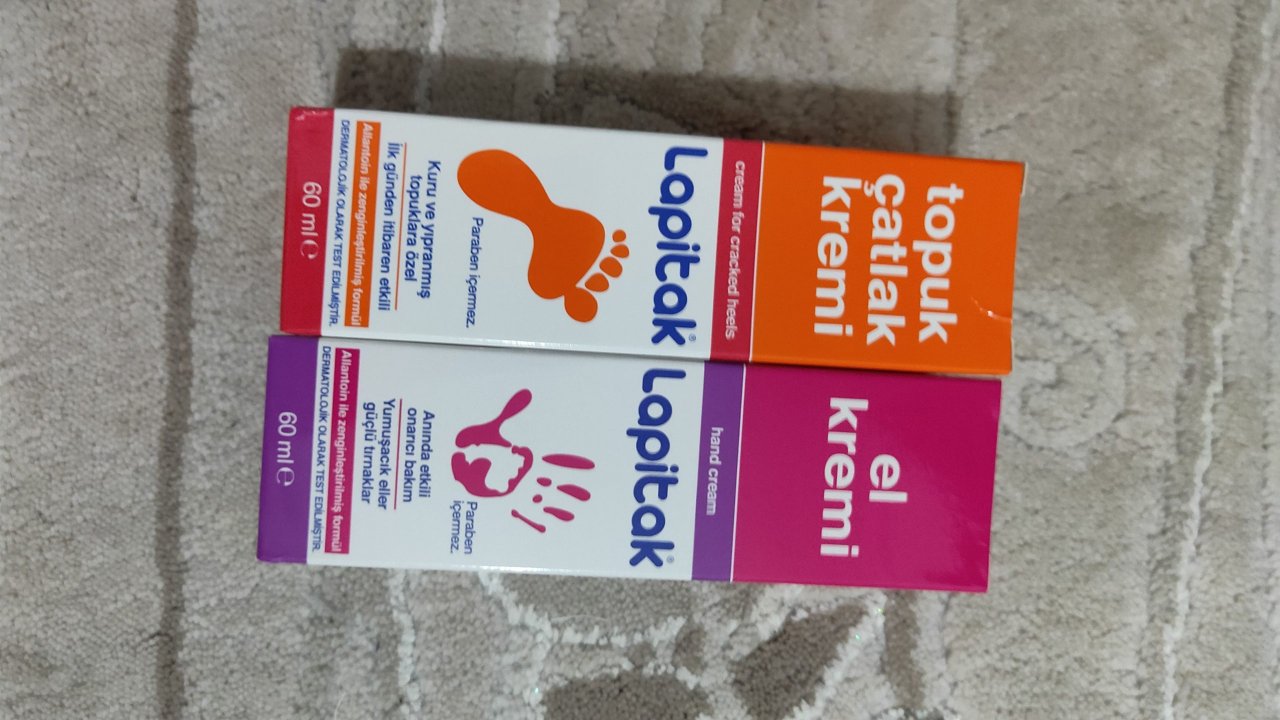 topuk
çatlak
kremi
cream for cracked heels
Lapitak®
Paraben içermez.
Kuru ve yıpranmış
topuklara özel
İlk günden itibaren etkili
Allantoin ile zenginleştirilmiş formül
DERMATOLOJİK OLARAK TEST EDİLMİŞTİR.
60 ml ℮
el
kremi
hand cream
Lapitak®
Paraben
içermez.
Anında etkili
onarıcı bakım
Yumuşacık eller
güçlü tırnaklar
Allantoin ile zenginleştirilmiş formül
DERMATOLOJİK OLARAK TEST EDİLMİŞTİR.
60 ml ℮